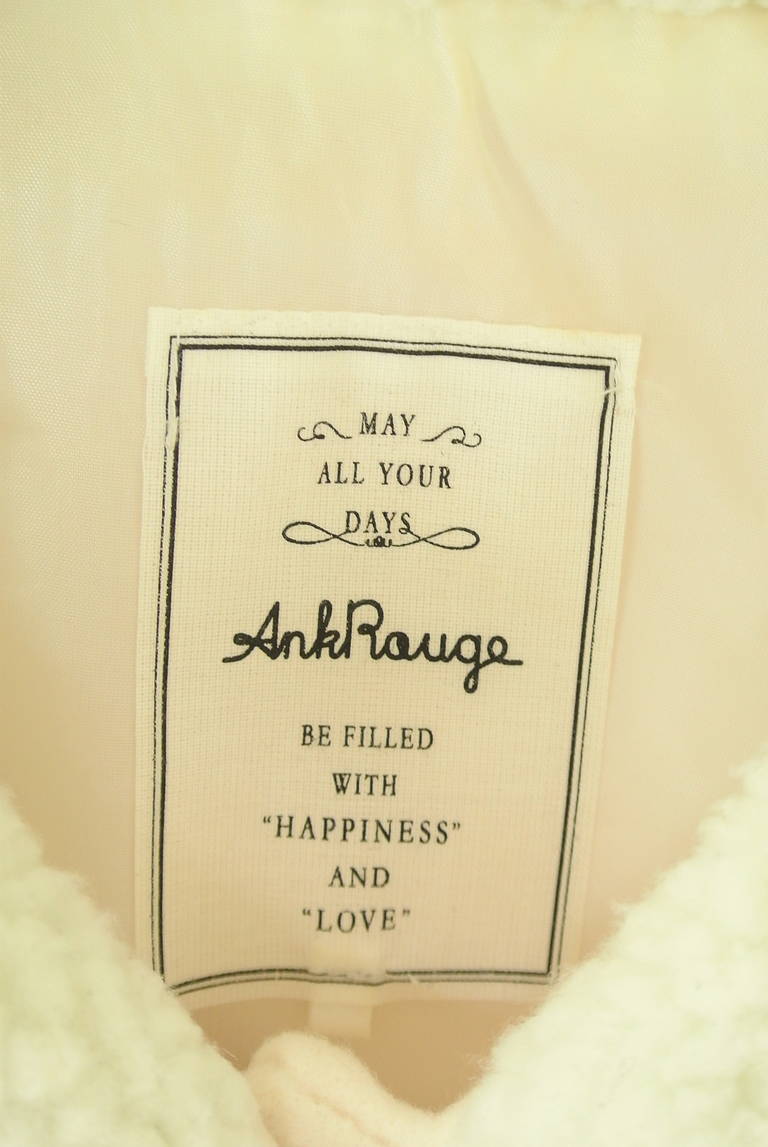 MAY
ALL YOUR
DAYS
AnkRouge
BE FILLED
WITH
“HAPPINESS”
AND
“LOVE”